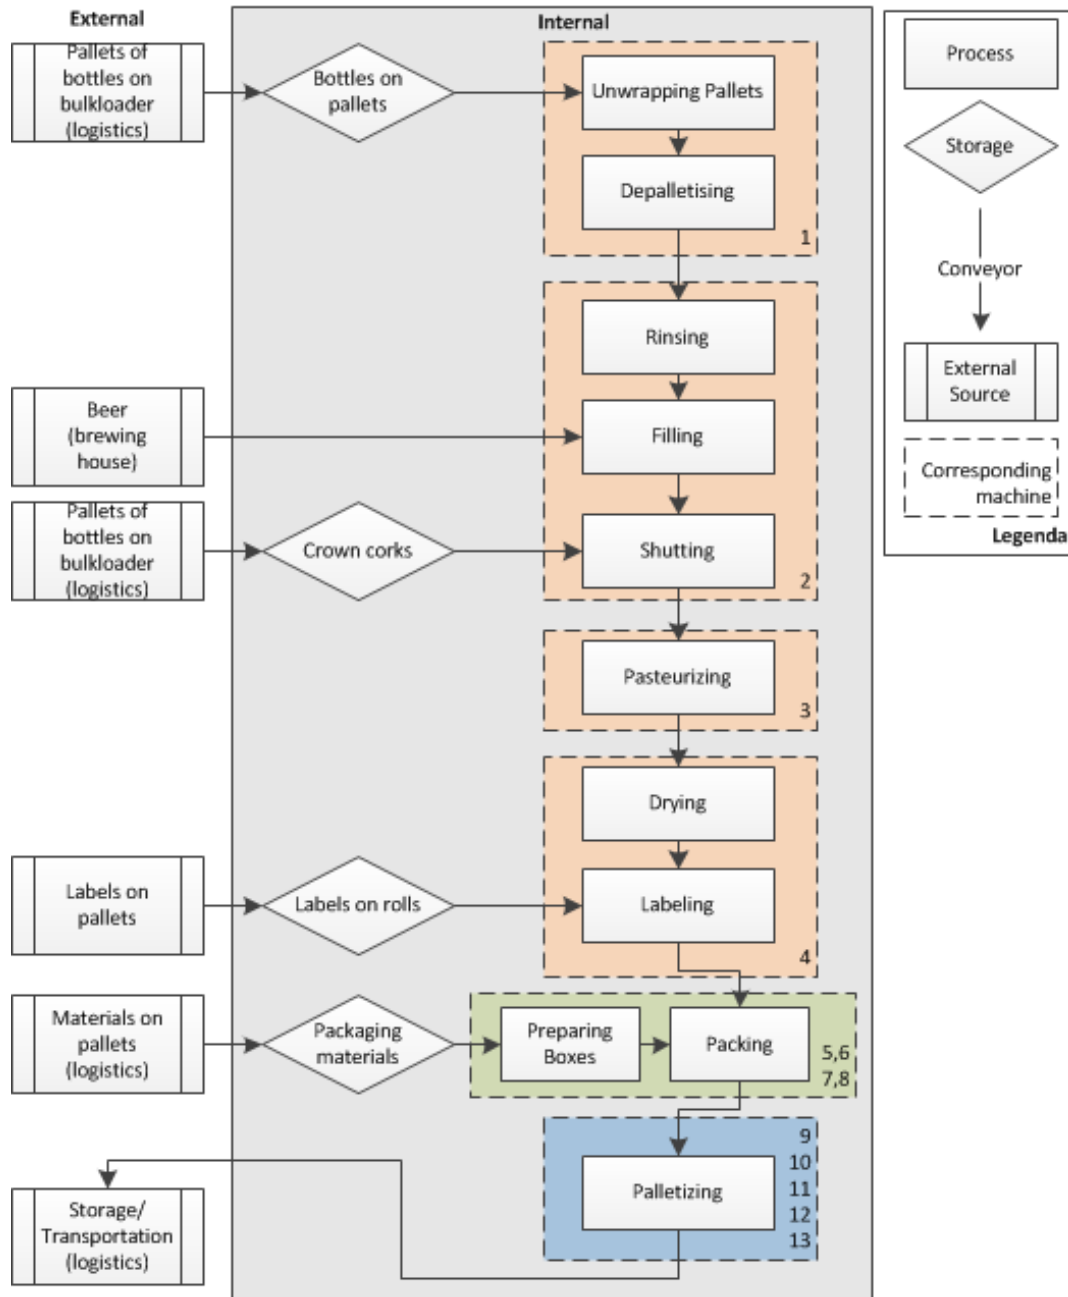 External
Internal
Pallets of
bottles on
bulkloader
(logistics)
Bottles on
pallets
Unwrapping Pallets
Depalletising
1
Rinsing
Beer
(brewing
house)
Filling
Pallets of
bottles on
bulkloader
(logistics)
Crown corks
Shutting
2
Pasteurizing
3
Drying
Labels on
pallets
Labels on rolls
Labeling
4
Materials on
pallets
(logistics)
Packaging
materials
Preparing
Boxes
Packing
5,6
7,8
9
10
11
12
13
Palletizing
Storage/
Transportation
(logistics)
Process
Storage
Conveyor
External
Source
Corresponding
machine
Legenda